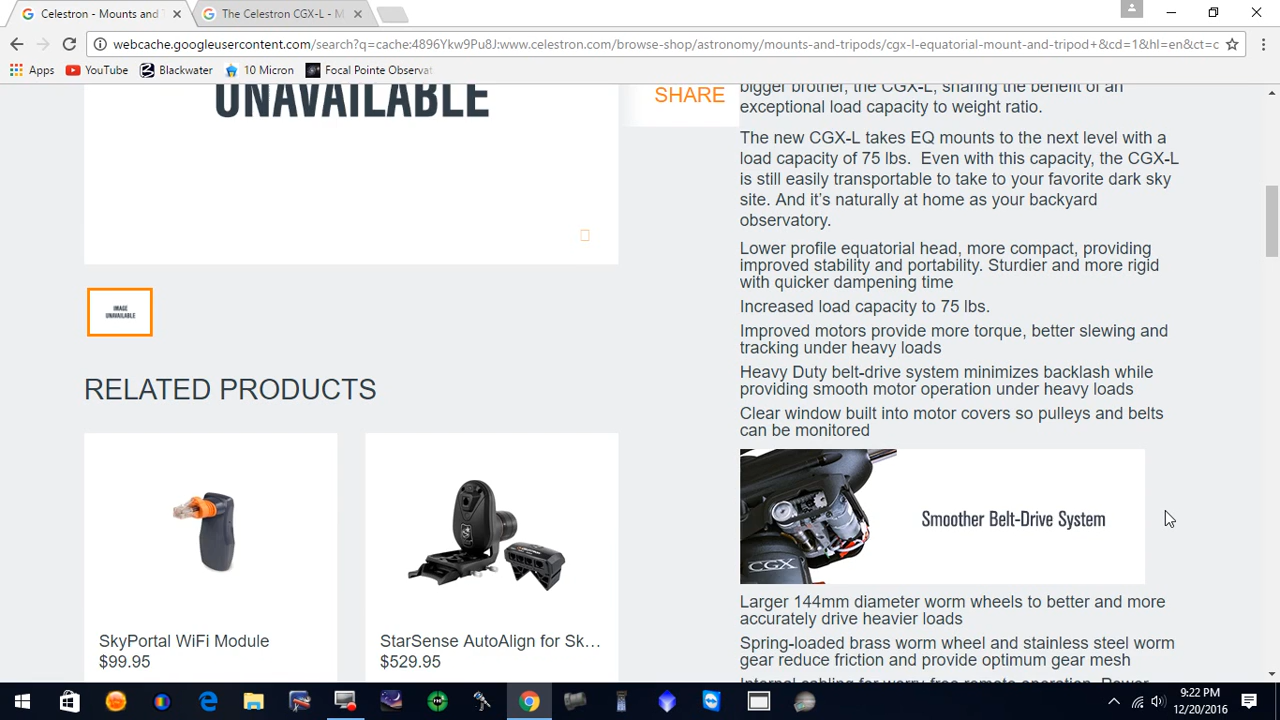 Celestron - Mounts and
The Celestron CGX-L - M
webcache.googleusercontent.com/search?q=cache:4896Ykw9Pu8J:www.celestron.com/browse-shop/astronomy/mounts-and-tripods/cgx-l-equatorial-mount-and-tripod+&cd=1&hl=en&ct=c
Apps YouTube Blackwater 10 Micron Focal Pointe Observat
UNAVAILABLE
SHARE
bigger brother, the CGX-L, sharing the benefit of an
exceptional load capacity to weight ratio.
The new CGX-L takes EQ mounts to the next level with a
load capacity of 75 lbs. Even with this capacity, the CGX-L
is still easily transportable to take to your favorite dark sky
site. And it's naturally at home as your backyard
observatory.
Lower profile equatorial head, more compact, providing
improved stability and portability. Sturdier and more rigid
with quicker dampening time
Increased load capacity to 75 lbs.
Improved motors provide more torque, better slewing and
tracking under heavy loads
Heavy Duty belt-drive system minimizes backlash while
providing smooth motor operation under heavy loads
Clear window built into motor covers so pulleys and belts
can be monitored
Smoother Belt-Drive System
CGX
Larger 144mm diameter worm wheels to better and more
accurately drive heavier loads
Spring-loaded brass worm wheel and stainless steel worm
gear reduce friction and provide optimum gear mesh
Internal cabling for worry-free remote operation. Power
IMAGE
UNAVAILABLE
RELATED PRODUCTS
SkyPortal WiFi Module
$99.95
StarSense AutoAlign for Sk...
$529.95
9:22 PM
12/20/2016